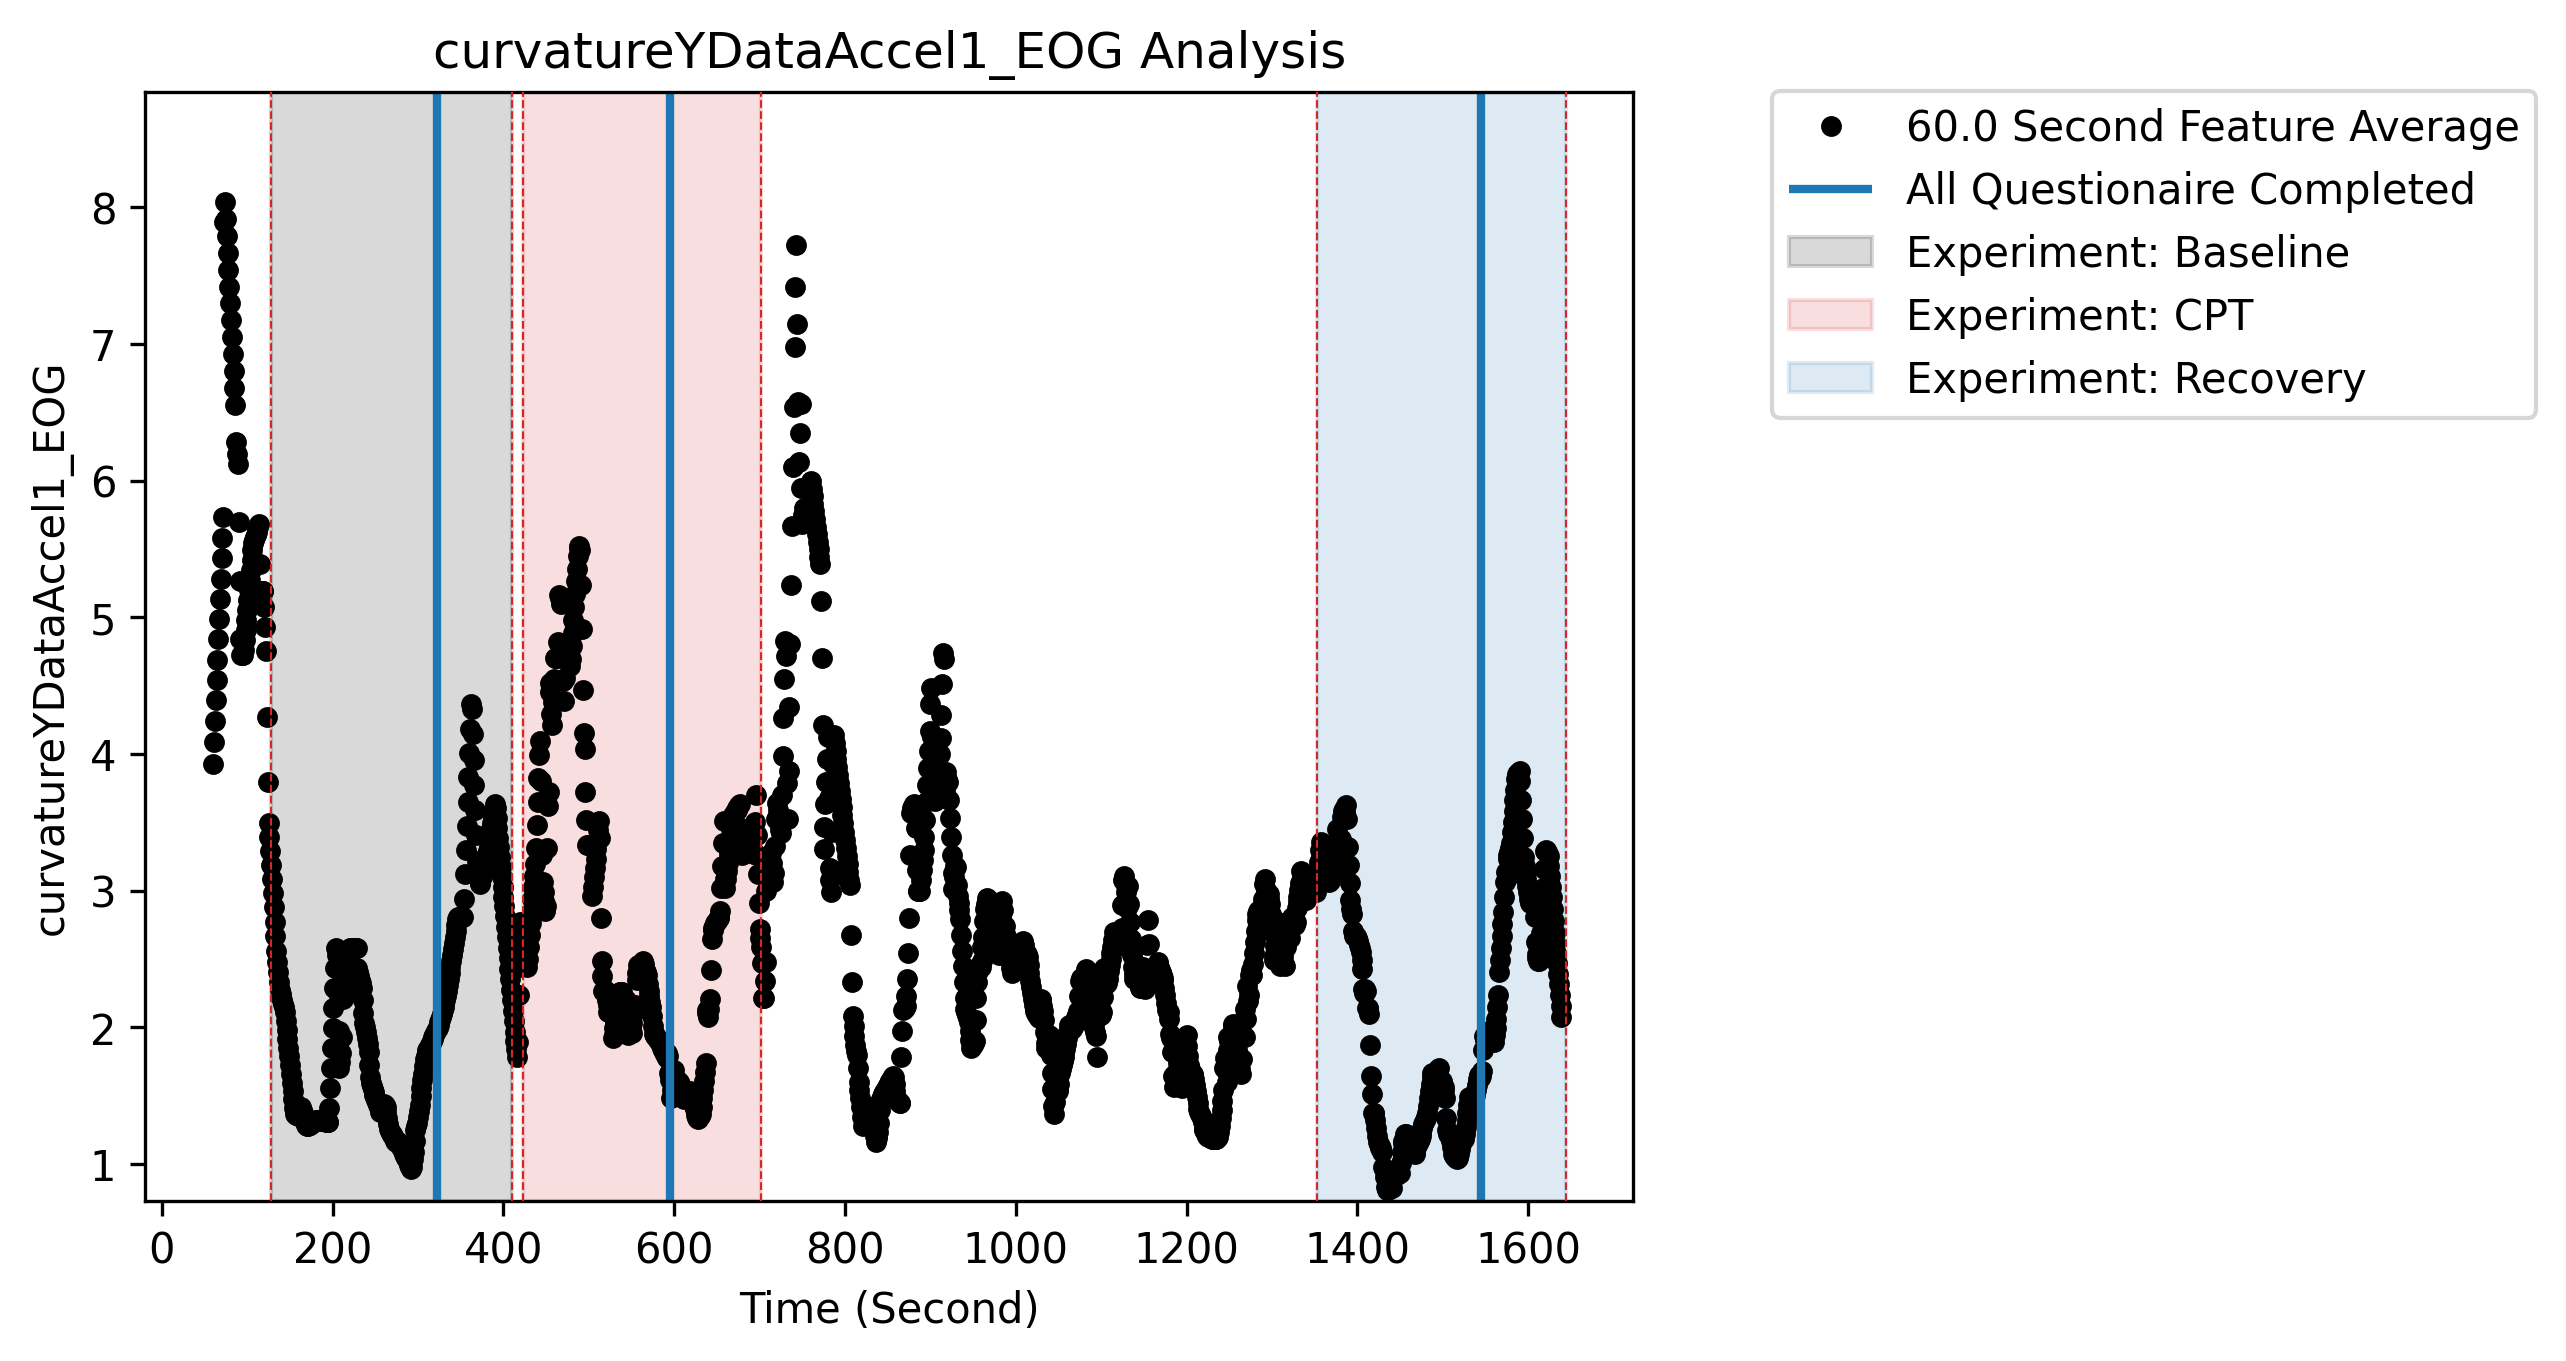 curvatureYDataAccel1_EOG Analysis
curvatureYDataAccel1_EOG
8
7
6
5
4
3
2
1
0 200 400 600 800 1000 1200 1400 1600
Time (Second)
60.0 Second Feature Average
All Questionaire Completed
Experiment: Baseline
Experiment: CPT
Experiment: Recovery